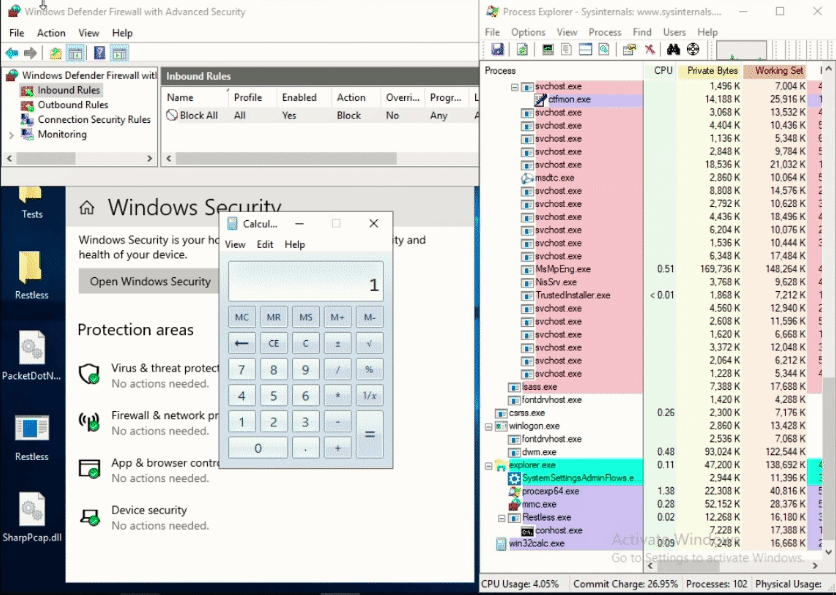 Windows Defender Firewall with Advanced Security
File Action View Help
Windows Defender Firewall with
Inbound Rules
Outbound Rules
Connection Security Rules
Monitoring
Inbound Rules
Name Profile Enabled Action Overri... Progr... L
Block All All Yes Block No Any A
Tests
Restless
PacketDotN...
Restless
SharpPcap.dll
Windows Security
Windows Security is your ho
ity and
health of your device.
Open Windows Security
Protection areas
Virus & threat protect
No actions needed.
Firewall & network pr
No actions needed.
App & browser contro
No actions needed.
Device security
No actions needed.
Calcul...
View Edit Help
1
MC MR MS M+ M-
← CE C ± √
7 8 9 / %
4 5 6 * 1/x
1 2 3 - =
0 . +
Process Explorer - Sysinternals: www.sysinternals....
File Options View Process Find Users Help
Process CPU Private Bytes Working Set
svchost.exe 1,496 K 7,004 K
ctfmon.exe 14,188 K 25,916 K
svchost.exe 3,068 K 13,532 K
svchost.exe 4,404 K 10,436 K
svchost.exe 1,136 K 5,348 K
svchost.exe 2,848 K 9,784 K
svchost.exe 18,536 K 21,032 K
msdtc.exe 2,860 K 10,064 K
svchost.exe 8,808 K 14,576 K
svchost.exe 2,792 K 10,628 K
svchost.exe 4,436 K 18,496 K
svchost.exe 6,204 K 10,076 K
svchost.exe 1,536 K 10,444 K
svchost.exe 6,348 K 17,484 K
MsMpEng.exe 0.51 169,736 K 148,264 K
NisSrv.exe 3,768 K 9,628 K
TrustedInstaller.exe < 0.01 1,868 K 7,212 K
svchost.exe 4,560 K 12,940 K
svchost.exe 2,608 K 11,596 K
svchost.exe 1,620 K 6,668 K
svchost.exe 3,372 K 12,048 K
svchost.exe 2,064 K 6,212 K
svchost.exe 1,228 K 5,344 K
lsass.exe 7,388 K 17,688 K
fontdrvhost.exe 1,420 K 4,288 K
csrss.exe 0.26 2,300 K 7,176 K
winlogon.exe 2,860 K 13,428 K
fontdrvhost.exe 2,536 K 7,068 K
dwm.exe 0.48 93,024 K 122,544 K
explorer.exe 0.11 47,200 K 138,692 K
SystemSettingsAdminFlows.e... 2,944 K 11,396 K
procexp64.exe 1.38 22,308 K 40,816 K
mmc.exe 0.28 52,152 K 28,376 K
Restless.exe 0.02 12,268 K 16,180 K
conhost.exe 7,228 K 17,388 K
win32calc.exe 0.09 7,248 K 16,668 K
Activate Windows
Go to Settings to activate Windows.
CPU Usage: 4.05% Commit Charge: 26.95% Processes: 102 Physical Usage: